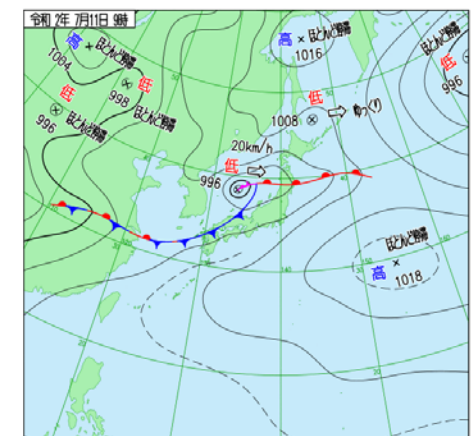 令和 2年 7月11日 9時
高 × ほとんど停滞
1004
低
998 ほとんど停滞
低
996 ほとんど停滞
高 × ほとんど停滞
1016
ほとんど停滞
低
996
低
1008 ゆっくり
20km/h
低
996
ほとんど停滞
高 ×
1018